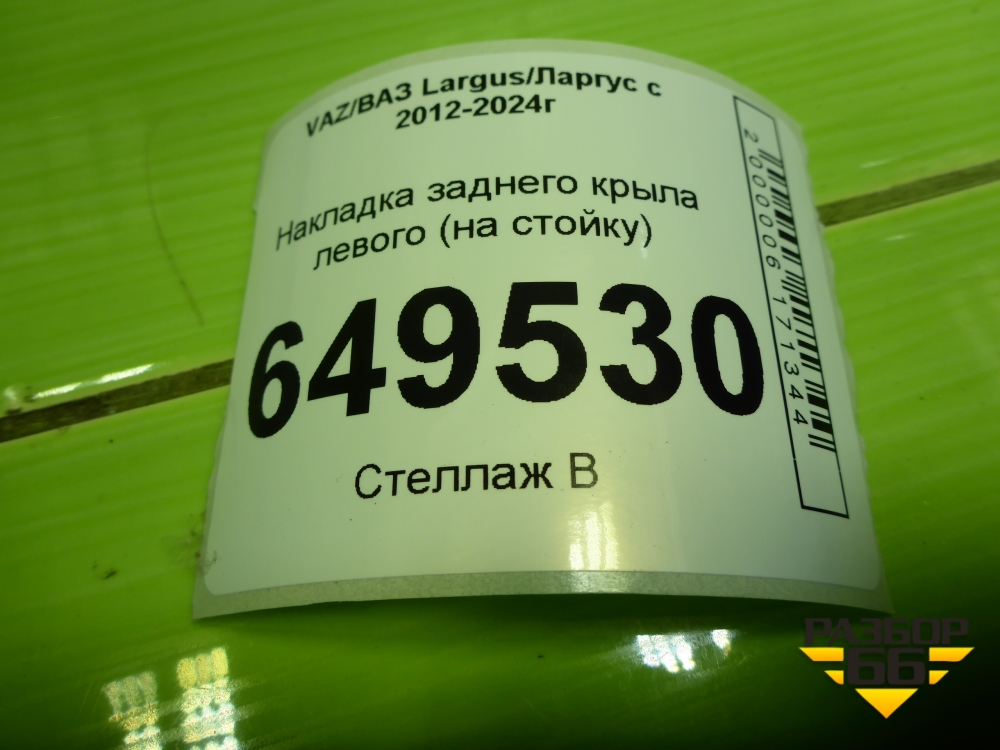 VAZ/ВАЗ Largus/Ларгус с
2012-2024г
Накладка заднего крыла
левого (на стойку)
649530
Стеллаж В
2000006171344
РАЗБОР
66